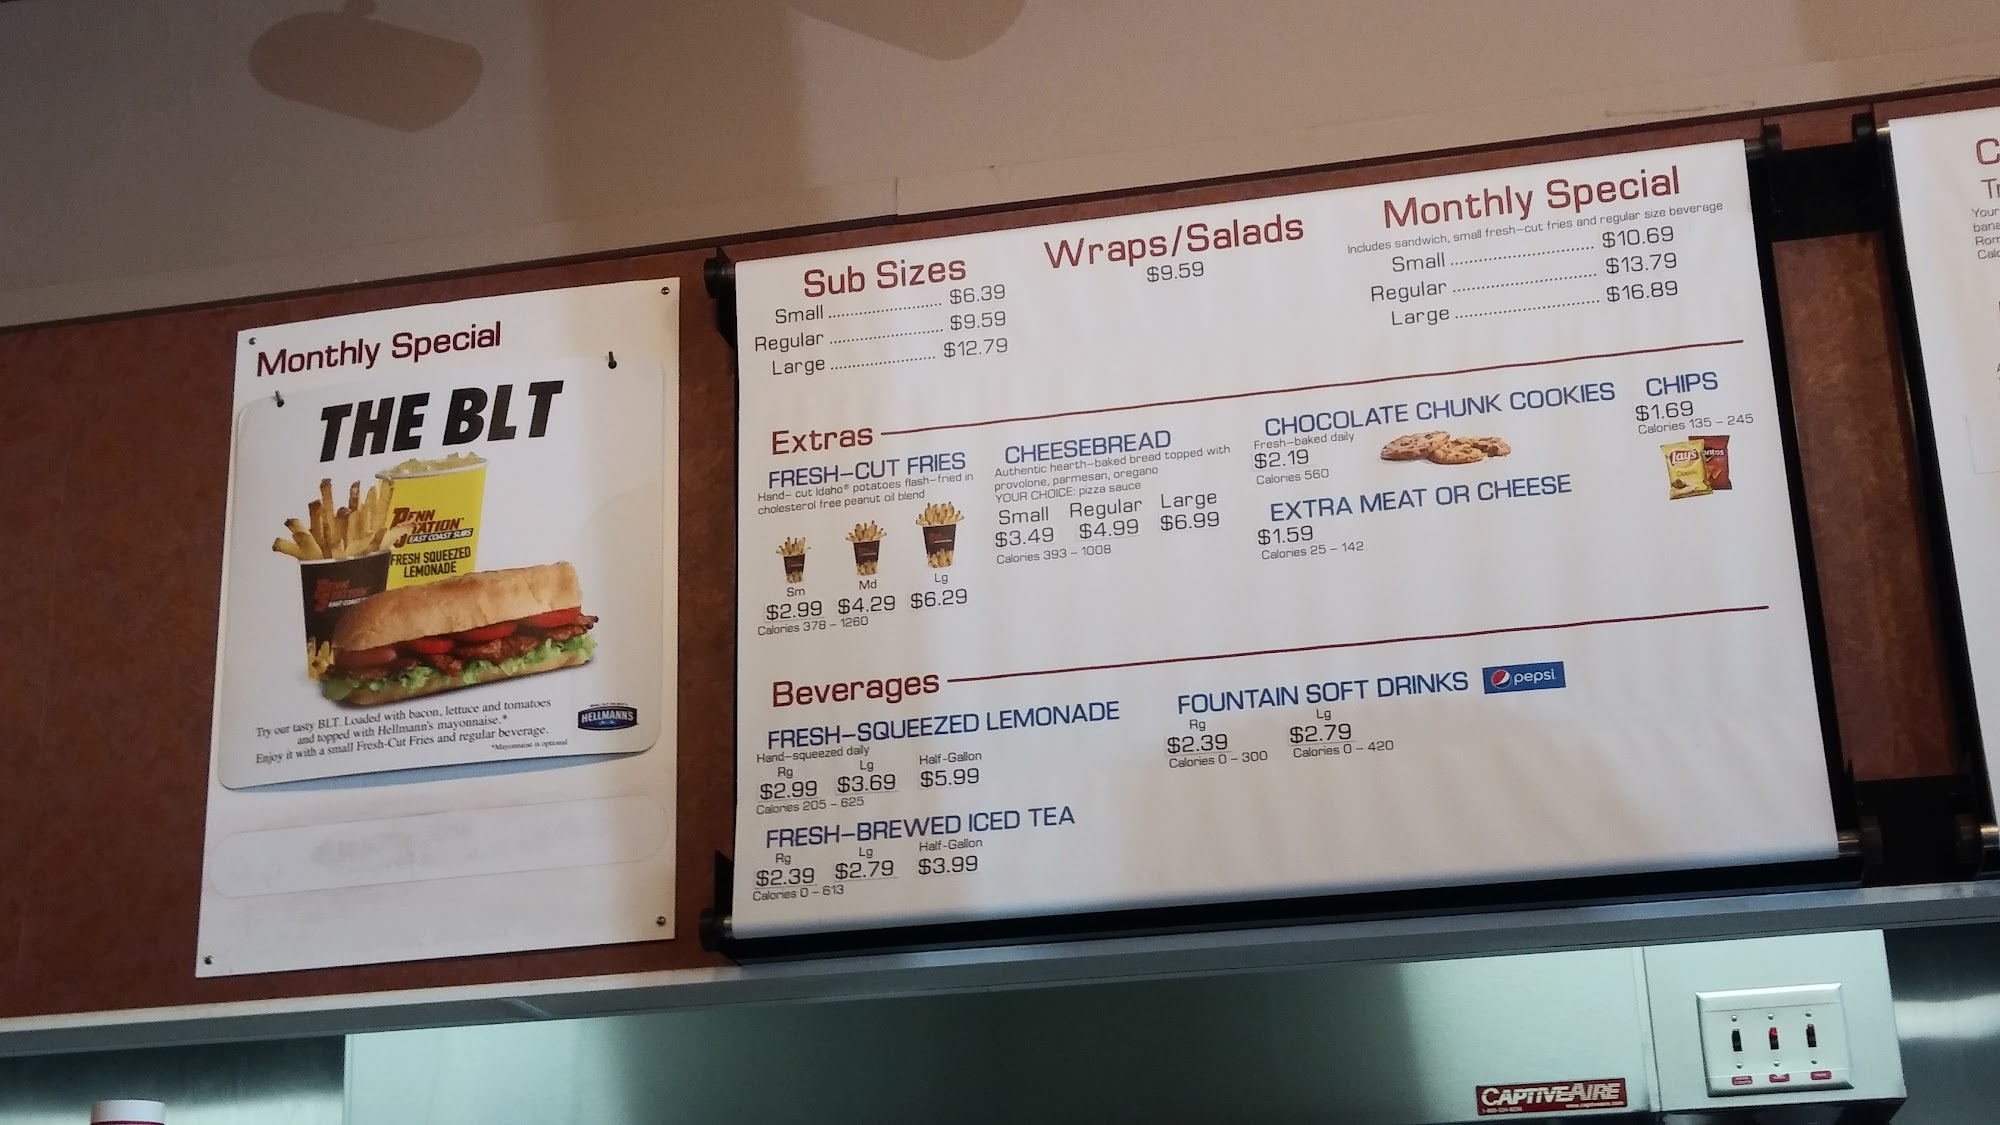 Monthly Special
THE BLT
PENN
STATION
EAST COAST SUBS
FRESH SQUEEZED
LEMONADE
Try our tasty BLT. Loaded with bacon, lettuce and tomatoes
and topped with Hellmann's mayonnaise.*
Enjoy it with a small Fresh-Cut Fries and regular beverage.
*Mayonnaise is optional
HELLMANN'S
Sub Sizes
Small ........................ $6.39
Regular ........................ $9.59
Large ........................ $12.79
Wraps/Salads
$9.59
Monthly Special
Includes sandwich, small fresh-cut fries and regular size beverage
Small ........................ $10.69
Regular ........................ $13.79
Large ........................ $16.89
Extras
FRESH-CUT FRIES
Hand-cut Idaho® potatoes flash-fried in
cholesterol free peanut oil blend
Sm Md Lg
$2.99 $4.29 $6.29
Calories 378 - 1260
CHEESEBREAD
Authentic hearth-baked bread topped with
provolone, parmesan, oregano
YOUR CHOICE: pizza sauce
Small Regular Large
$3.49 $4.99 $6.99
Calories 393 - 1008
CHOCOLATE CHUNK COOKIES
Fresh-baked daily
$2.19
Calories 560
EXTRA MEAT OR CHEESE
$1.59
Calories 25 - 142
CHIPS
$1.69
Calories 135 - 245
Lay's
Beverages
FRESH-SQUEEZED LEMONADE
Hand-squeezed daily
Rg Lg Half-Gallon
$2.99 $3.69 $5.99
Calories 205 - 625
FRESH-BREWED ICED TEA
Rg Lg Half-Gallon
$2.39 $2.79 $3.99
Calories 0 - 613
FOUNTAIN SOFT DRINKS
pepsi
Rg Lg
$2.39 $2.79
Calories 0 - 300 Calories 0 - 420
Your
CAPTIVEAIRE